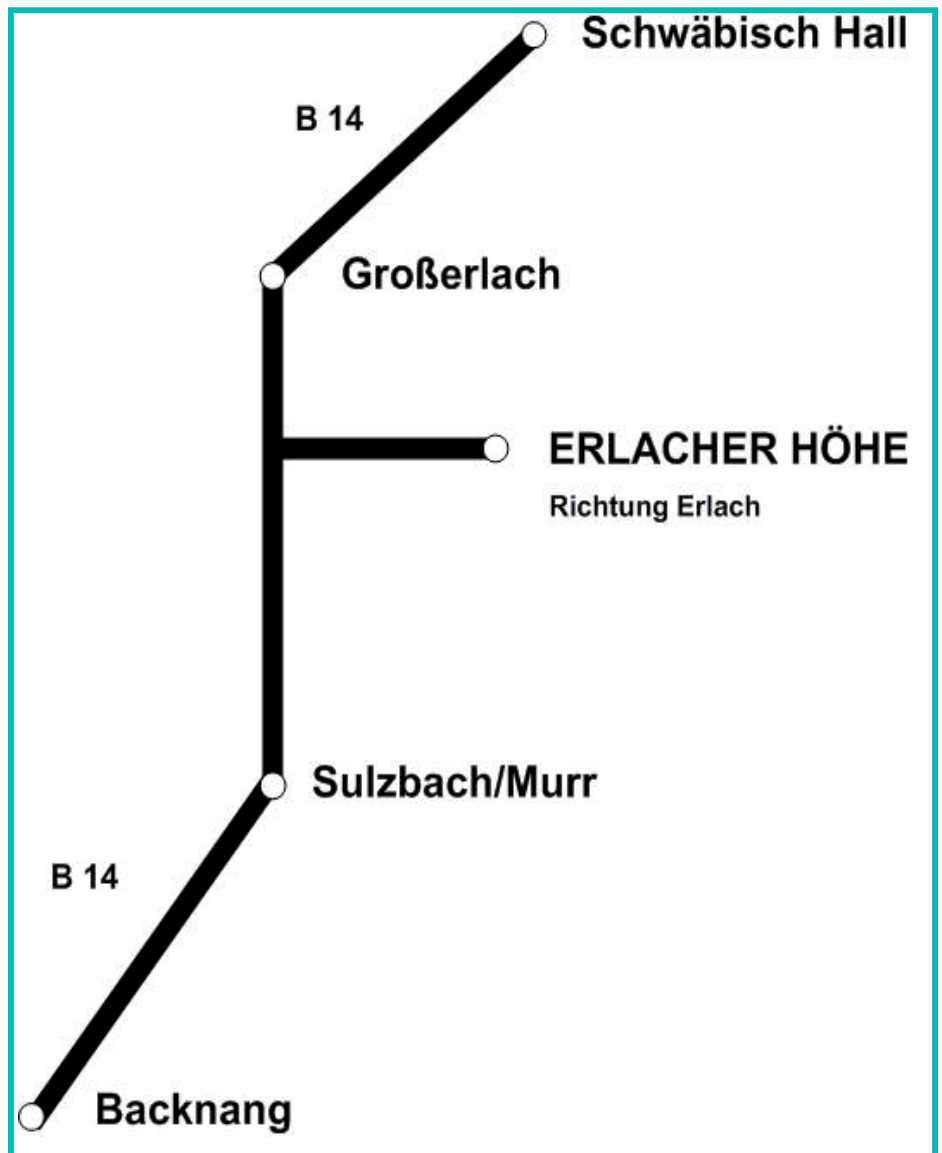 Schwäbisch Hall
B 14
Großerlach
ERLACHER HÖHE
Richtung Erlach
Sulzbach/Murr
B 14
Backnang